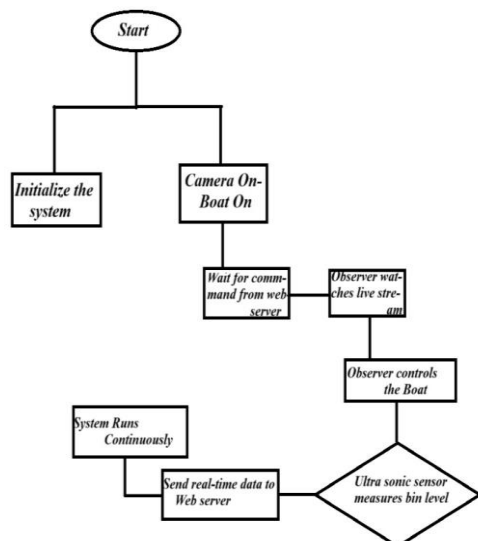 Start
Initialize the
system
Camera On-
Boat On
Wait for comm-
mand from web
server
Observer wat-
ches live stre-
am
Observer controls
the Boat
Ultra sonic sensor
measures bin level
Send real-time data to
Web server
System Runs
Continuously